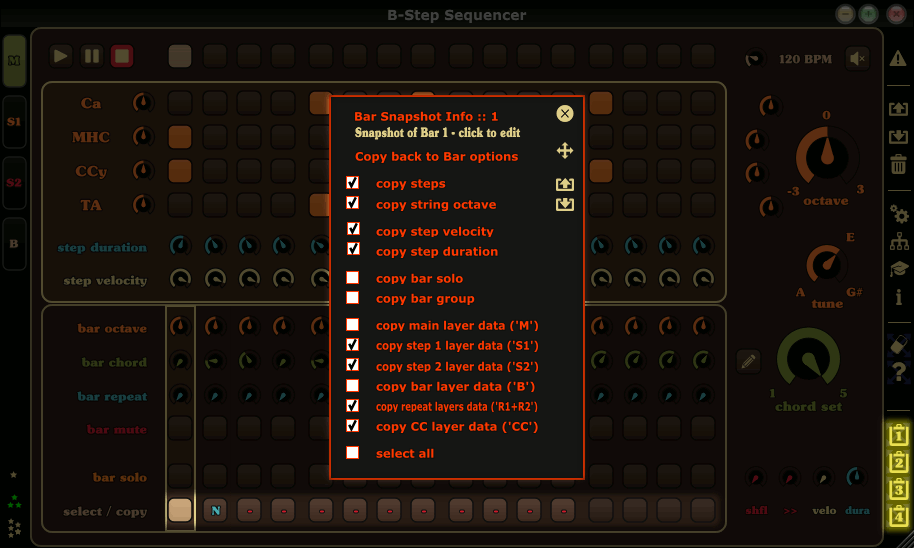 B-Step Sequencer
M
120 BPM
Ca
S1
MHC
CCy
S2
TA
B
step duration
step velocity
0
-3
3
octave
E
A
G#
tune
Bar Snapshot Info :: 1
Snapshot of Bar 1 - click to edit
Copy back to Bar options
copy steps
copy string octave
copy step velocity
copy step duration
copy bar solo
copy bar group
copy main layer data ('M')
copy step 1 layer data ('S1')
copy step 2 layer data ('S2')
copy bar layer data ('B')
copy repeat layers data ('R1+R2')
copy CC layer data ('CC')
select all
bar octave
bar chord
bar repeat
bar mute
bar solo
select / copy
N
1
5
chord set
shfl
>>
velo
dura
i
?
1
2
3
4